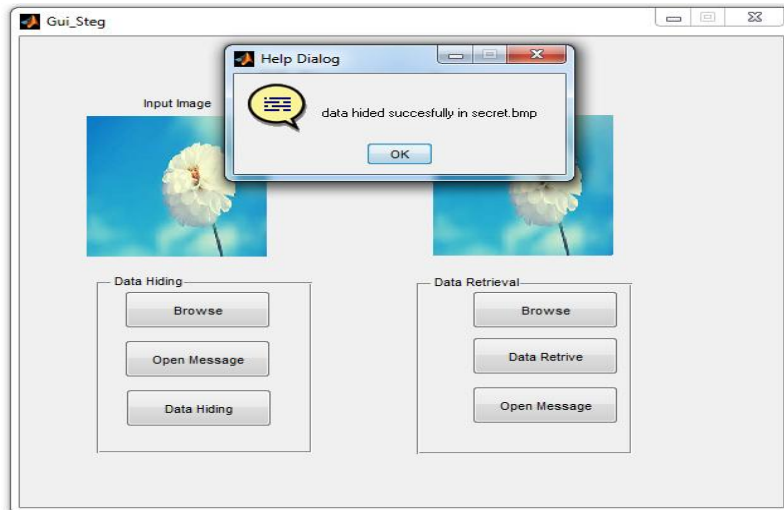 Gui_Steg
Help Dialog
data hided succesfully in secret.bmp
OK
Input Image
Data Hiding
Browse
Open Message
Data Hiding
Data Retrieval
Browse
Data Retrive
Open Message